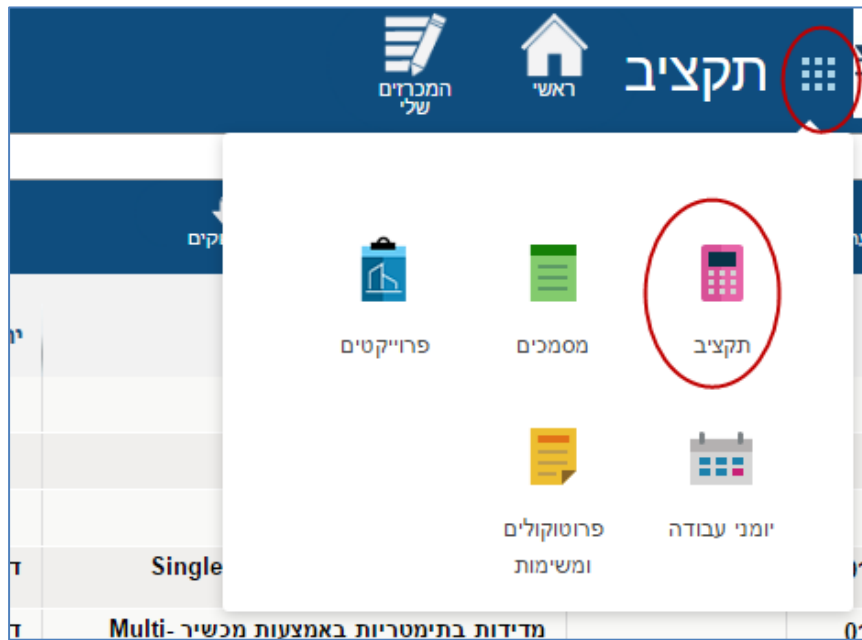 תקציב
ראשי
המכרזים
שלי
תקציב
מסמכים
פרוייקטים
יומני עבודה
פרוטוקולים
ומשימות
Single
מדידות בתימטריות באמצעות מכשיר Multi-